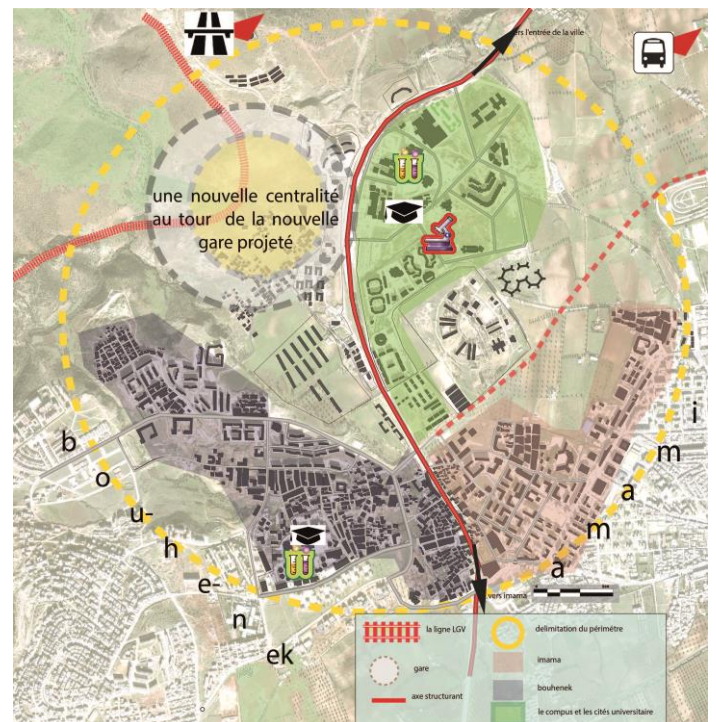 vers l'entrée de la ville
une nouvelle centralité
au tour de la nouvelle
gare projeté
b
o
u-
h
e-
n
ek
i
m
a
m
a
vers imama
la ligne LGV
delimitation du périmètre
gare
imama
bouhenek
axe structurant
le compus et les cités universitaire